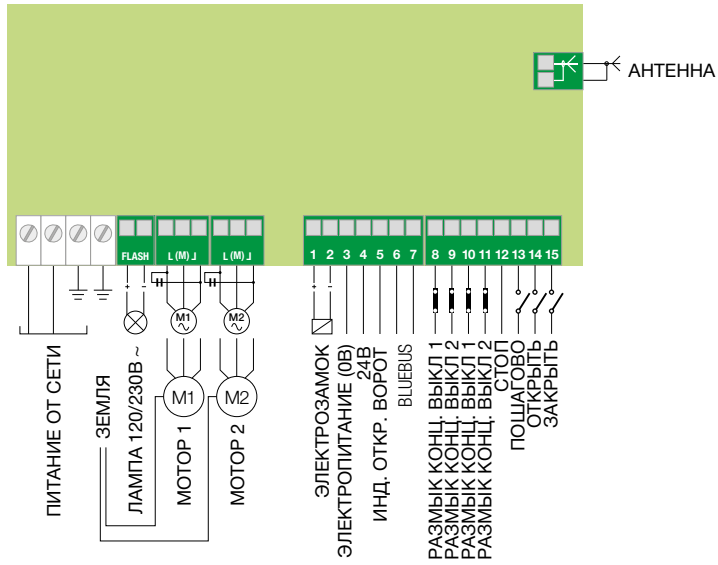 АНТЕННА
FLASH
L (M) ┘
L (M) ┘
1 2 3 4 5 6 7
8 9 10 11 12 13 14 15
+ -
+ -
M1
~
M2
~
M1
M2
ПИТАНИЕ ОТ СЕТИ
ЗЕМЛЯ
ЛАМПА 120/230В ~
МОТОР 1
МОТОР 2
ЭЛЕКТРОЗАМОК
ЭЛЕКТРОПИТАНИЕ (0В)
24В
ИНД. ОТКР. ВОРОТ
BLUEBUS
РАЗМЫК КОНЦ. ВЫКЛ 1
РАЗМЫК КОНЦ. ВЫКЛ 2
РАЗМЫК КОНЦ. ВЫКЛ 1
РАЗМЫК КОНЦ. ВЫКЛ 2
СТОП
ПОШАГОВО
ОТКРЫТЬ
ЗАКРЫТЬ